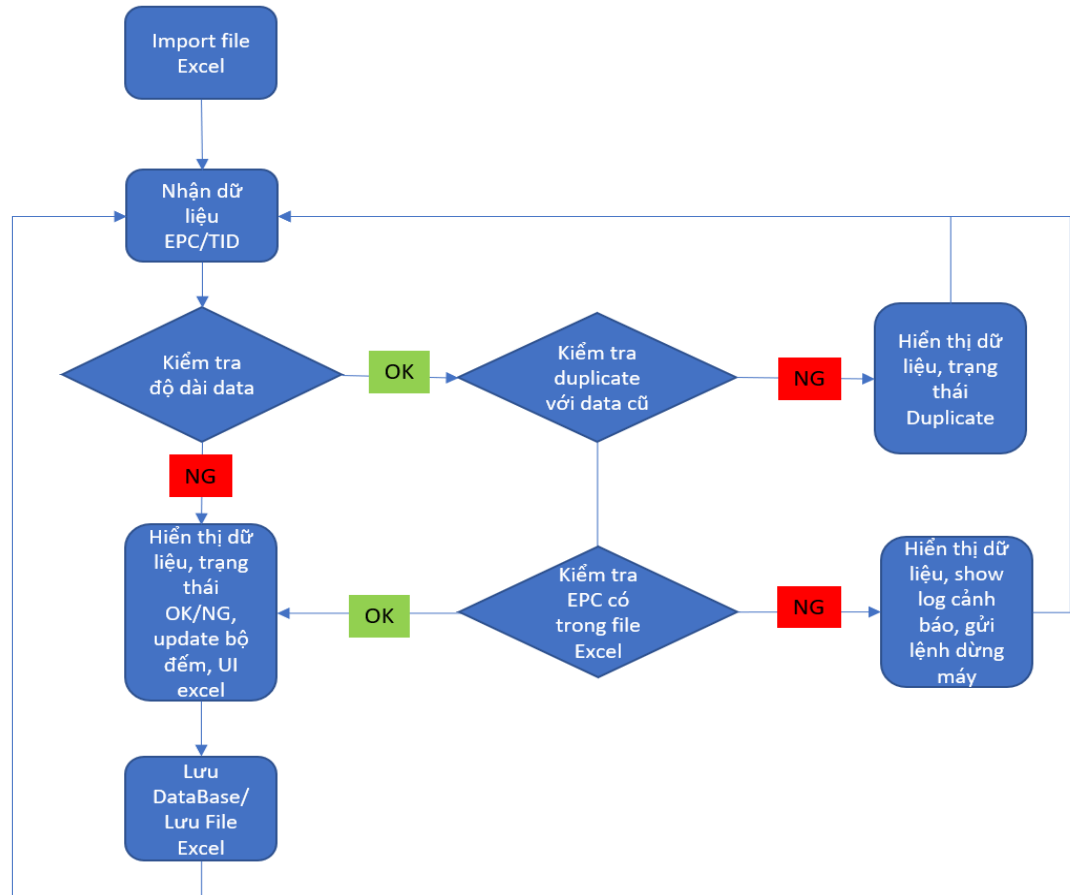 Import file
Excel
Nhận dữ
liệu
EPC/TID
Kiểm tra
độ dài data
OK
Kiểm tra
duplicate
với data cũ
NG
Hiển thị dữ
liệu, trạng
thái
Duplicate
NG
Hiển thị dữ
liệu, trạng
thái
OK/NG,
update bộ
đếm, UI
excel
OK
Kiểm tra
EPC có
trong file
Excel
NG
Hiển thị dữ
liệu, show
log cảnh
báo, gửi
lệnh dừng
máy
Lưu
DataBase/
Lưu File
Excel